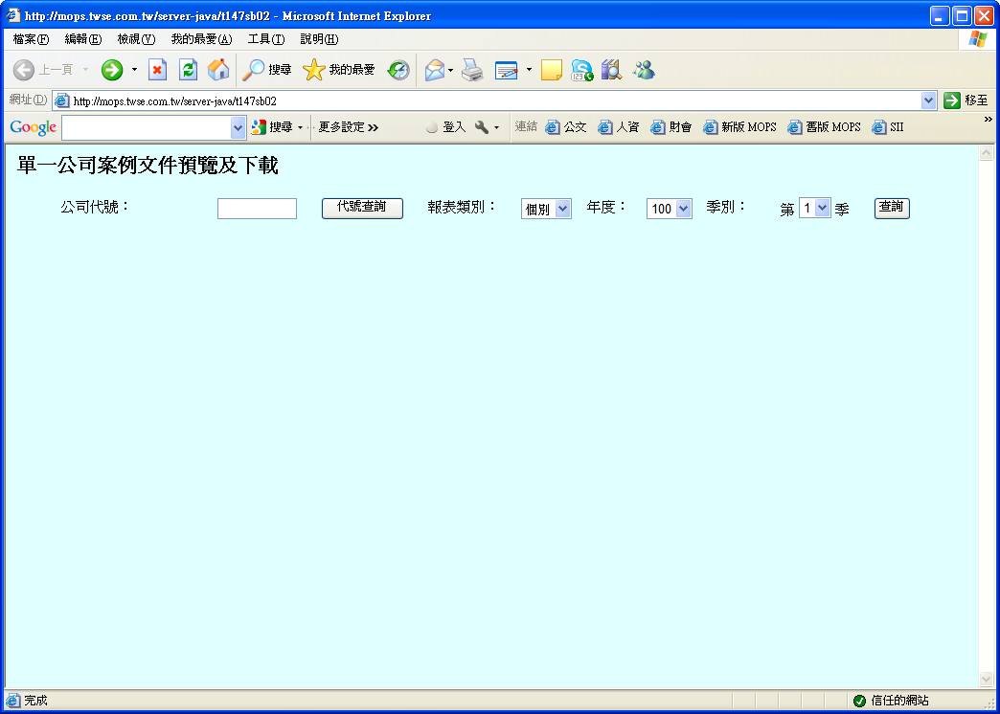 http://mops.twse.com.tw/server-java/t147sb02 - Microsoft Internet Explorer
檔案(F) 編輯(E) 檢視(V) 我的最愛(A) 工具(T) 說明(H)
上一頁 搜尋 我的最愛
網址(D) http://mops.twse.com.tw/server-java/t147sb02 移至
Google 搜尋 更多設定 >> 登入 連結 公文 人資 財會 新版 MOPS 舊版 MOPS SII »
單一公司案例文件預覽及下載
公司代號： 代號查詢 報表類別： 個別 年度： 100 季別： 第 1 季 查詢
完成 信任的網站